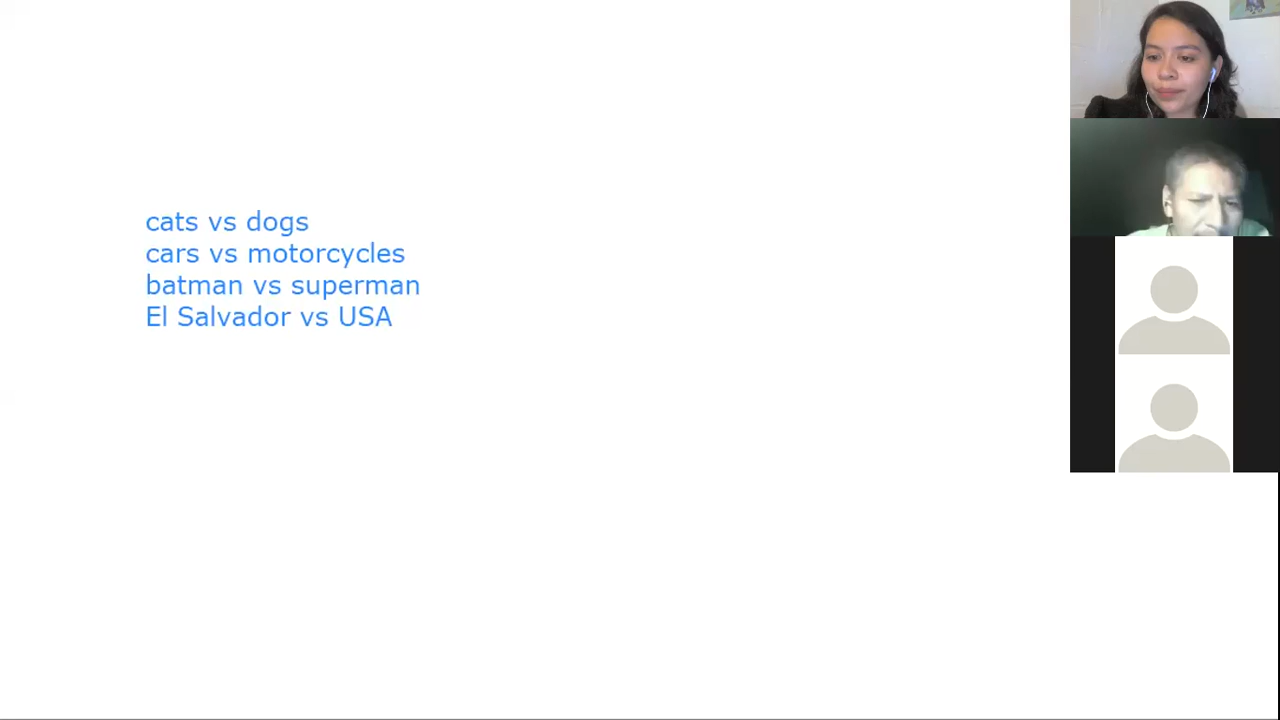 cats vs dogs
cars vs motorcycles
batman vs superman
El Salvador vs USA